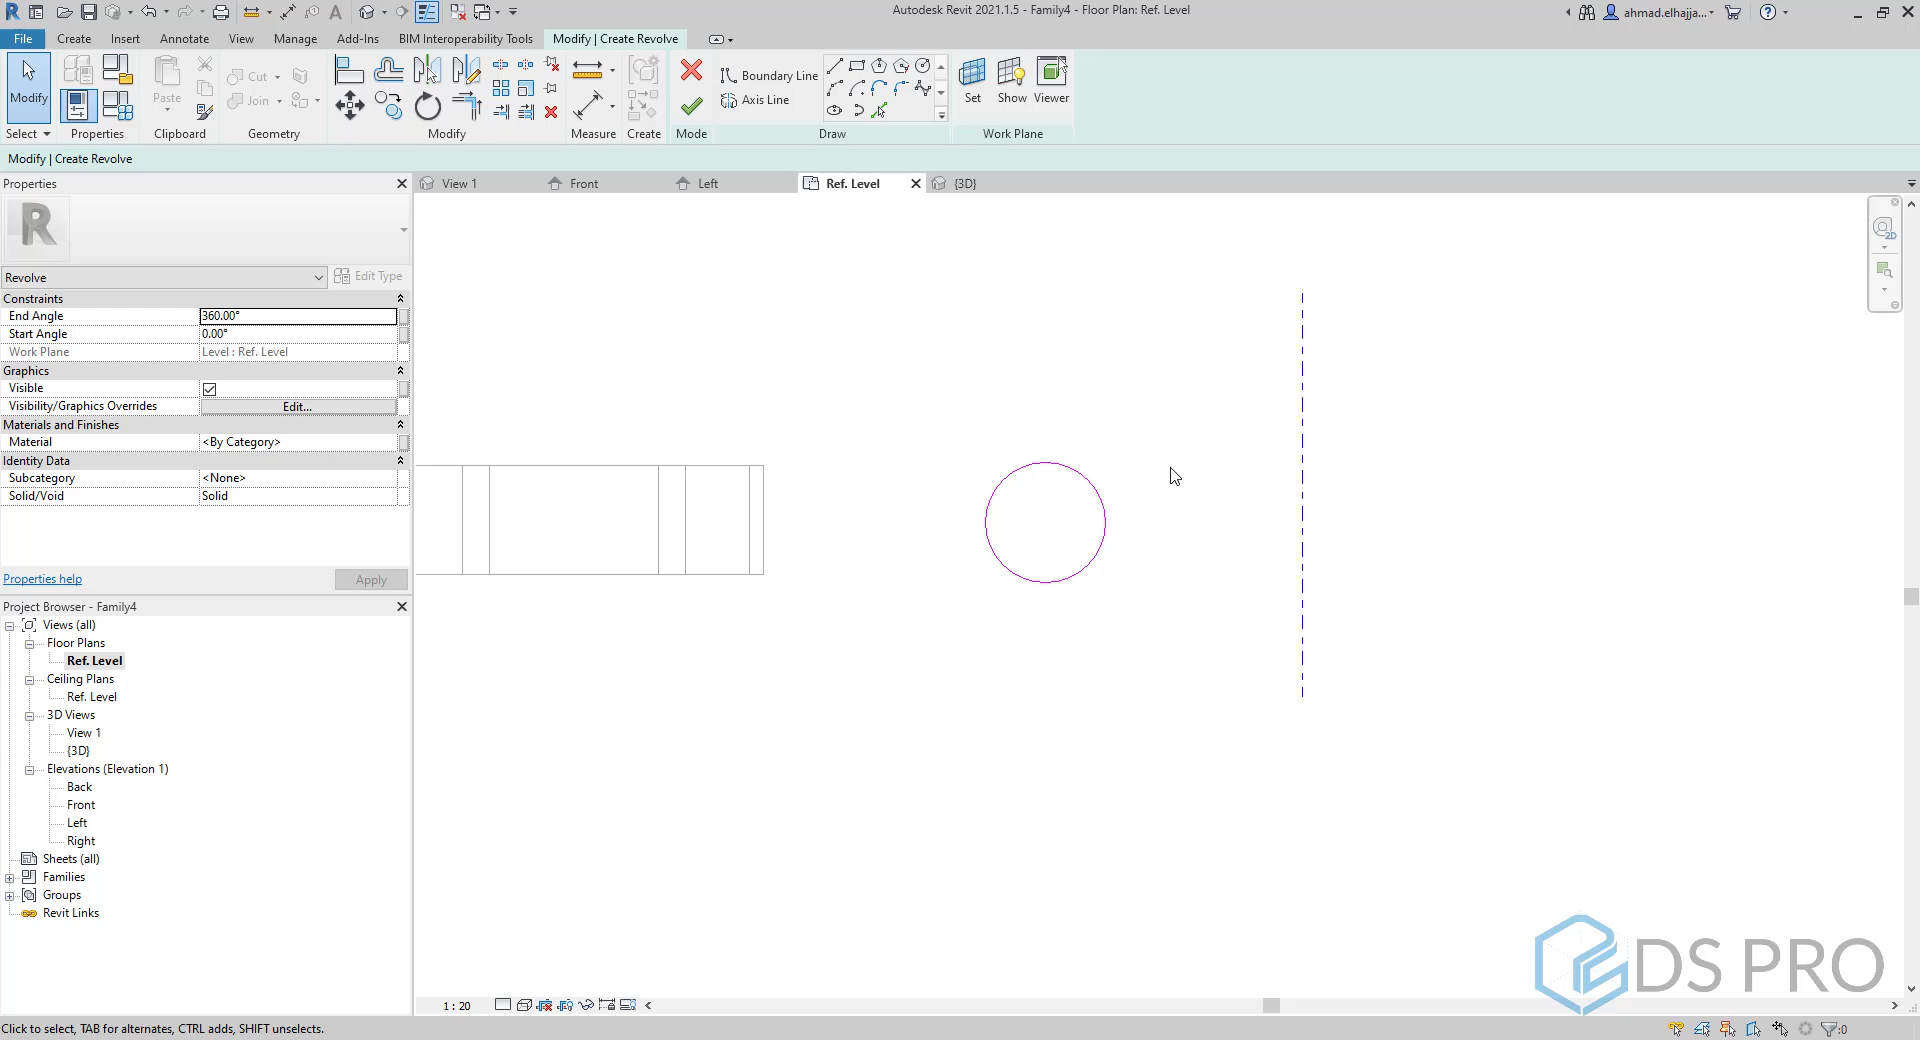 Autodesk Revit 2021.1.5 - Family4 - Floor Plan: Ref. Level
ahmad.elhajja...
File Create Insert Annotate View Manage Add-Ins BIM Interoperability Tools Modify | Create Revolve
Modify
Paste
Cut
Join
Boundary Line
Axis Line
Set Show Viewer
Select Properties Clipboard Geometry Modify Measure Create Mode Draw Work Plane
Modify | Create Revolve
Properties
View 1 Front Left Ref. Level {3D}
R
2D
Revolve
Edit Type
Constraints
End Angle 360.00°
Start Angle 0.00°
Work Plane Level : Ref. Level
Graphics
Visible
Visibility/Graphics Overrides Edit...
Materials and Finishes
Material <By Category>
Identity Data
Subcategory <None>
Solid/Void Solid
Properties help
Apply
Project Browser - Family4
Views (all)
Floor Plans
Ref. Level
Ceiling Plans
Ref. Level
3D Views
View 1
{3D}
Elevations (Elevation 1)
Back
Front
Left
Right
Sheets (all)
Families
Groups
Revit Links
DS PRO
1 : 20
Click to select, TAB for alternates, CTRL adds, SHIFT unselects.
:0